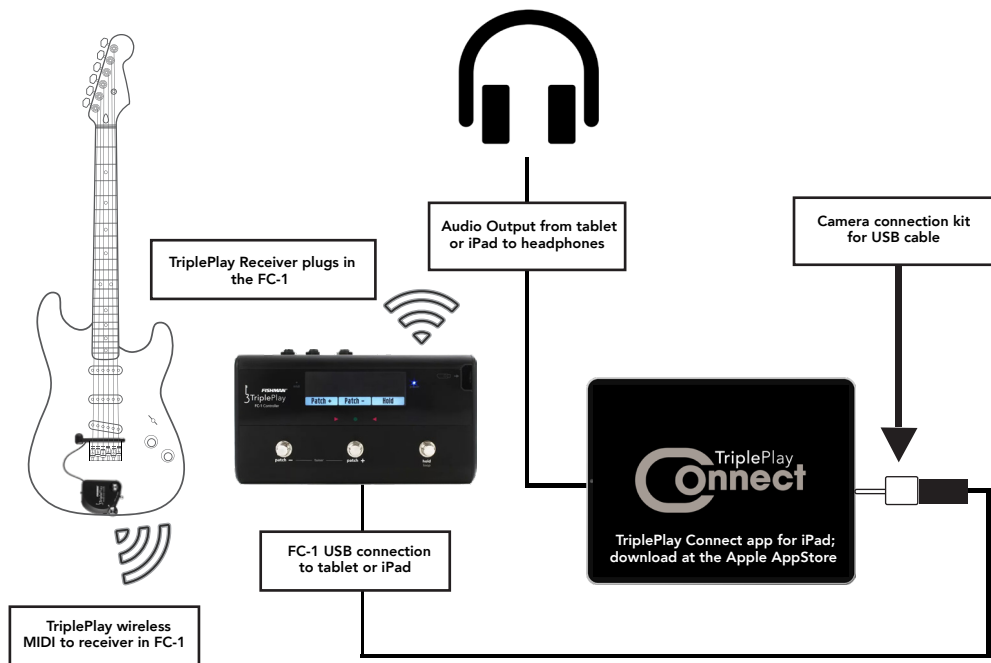 Audio Output from tablet
or iPad to headphones
Camera connection kit
for USB cable
TriplePlay Receiver plugs in
the FC-1
FISHMAN
TriplePlay
FC-1 Controller
Patch + Patch - Hold
patch - patch + hold
TriplePlay
Connect
TriplePlay Connect app for iPad;
download at the Apple AppStore
FC-1 USB connection
to tablet or iPad
TriplePlay wireless
MIDI to receiver in FC-1